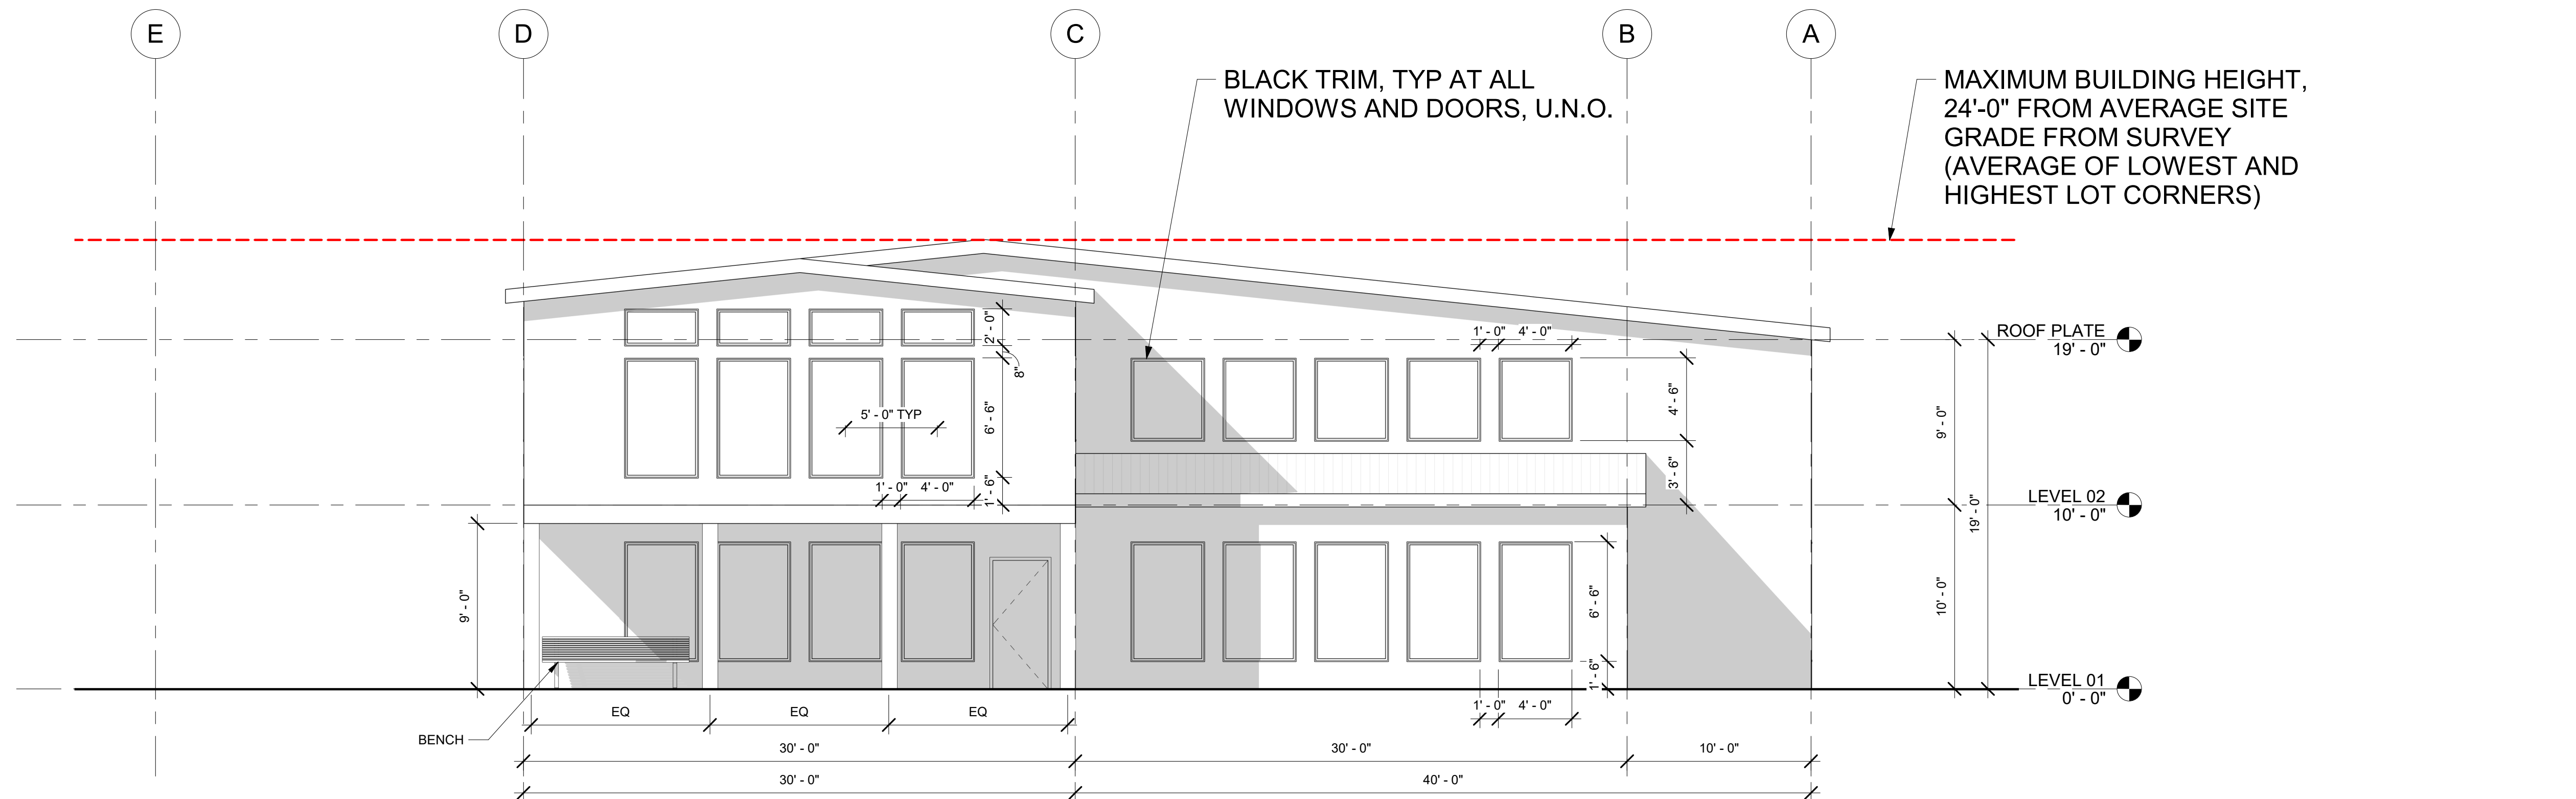 E
D
C
B
A
BLACK TRIM, TYP AT ALL
WINDOWS AND DOORS, U.N.O.
MAXIMUM BUILDING HEIGHT,
24'-0" FROM AVERAGE SITE
GRADE FROM SURVEY
(AVERAGE OF LOWEST AND
HIGHEST LOT CORNERS)
2' - 0"
8"
6' - 6"
1' - 6"
5' - 0" TYP
1' - 0"
4' - 0"
1' - 0"
4' - 0"
4' - 6"
3' - 6"
ROOF PLATE
19' - 0"
9' - 0"
19' - 0"
LEVEL 02
10' - 0"
10' - 0"
9' - 0"
6' - 6"
1' - 6"
LEVEL 01
0' - 0"
1' - 0"
4' - 0"
BENCH
EQ
EQ
EQ
30' - 0"
30' - 0"
10' - 0"
30' - 0"
40' - 0"